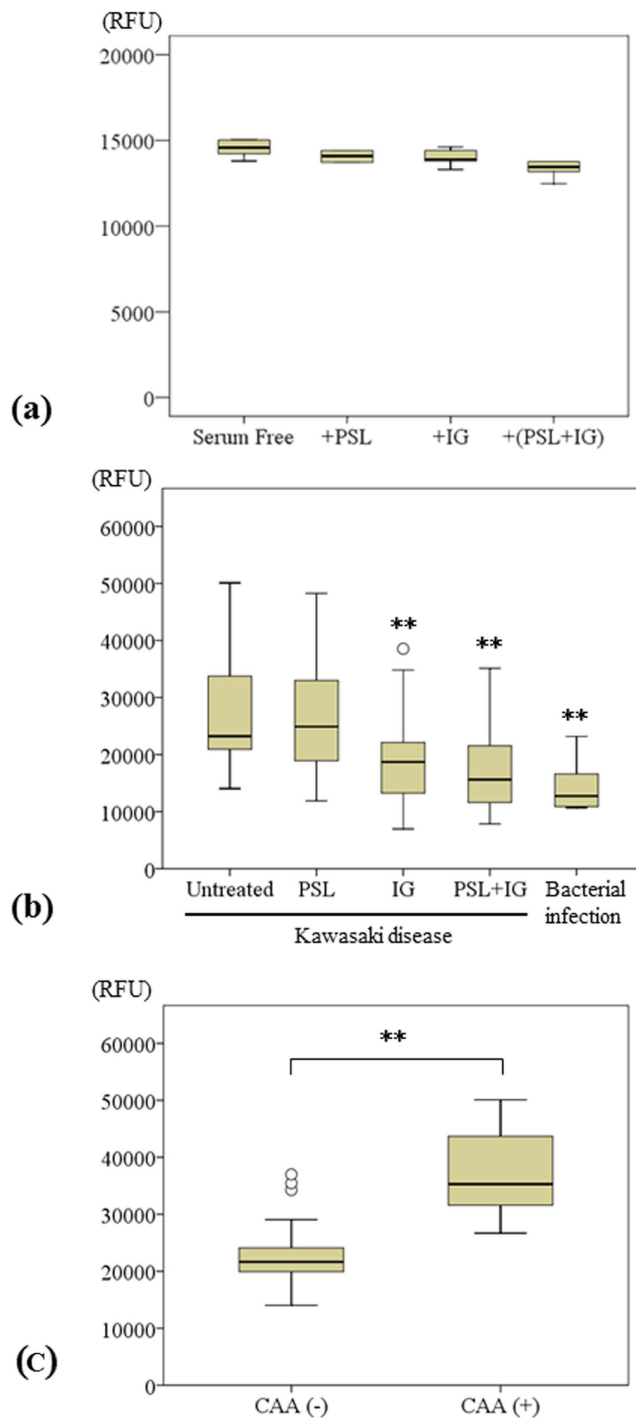 (RFU)
20000
15000
10000
5000
0
(a)
Serum Free +PSL +IG +(PSL+IG)
(RFU)
60000
50000
40000
30000
20000
10000
0
** ** **
(b)
Untreated PSL IG PSL+IG Bacterial infection
Kawasaki disease
(RFU)
60000
50000
40000
30000
20000
10000
0
**
(c)
CAA (-) CAA (+)